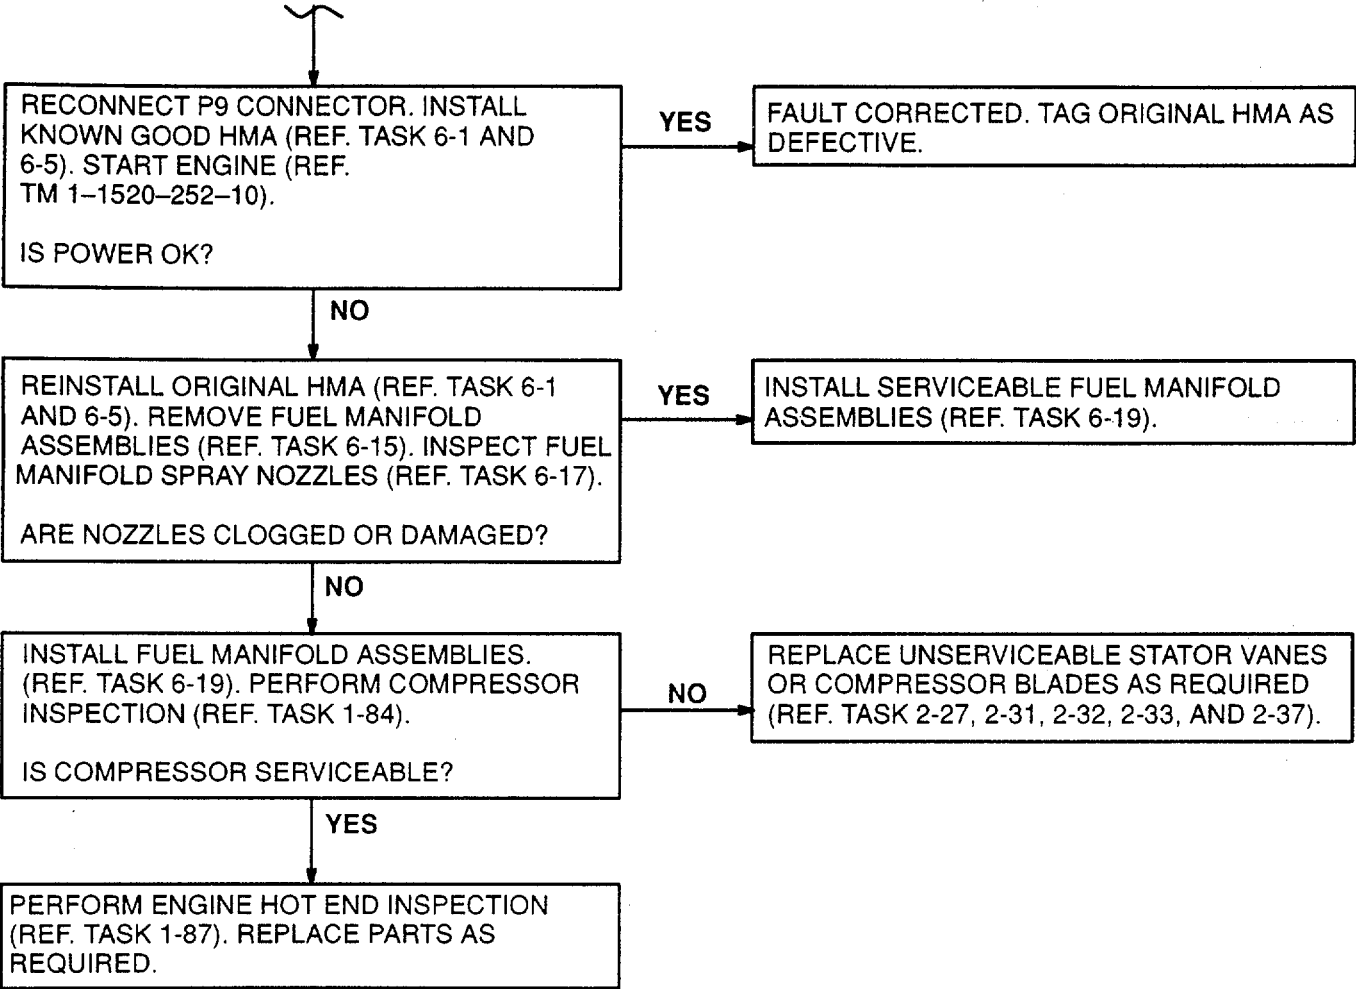 RECONNECT P9 CONNECTOR. INSTALL
KNOWN GOOD HMA (REF. TASK 6-1 AND
6-5). START ENGINE (REF.
TM 1–1520–252–10).
IS POWER OK?
YES
FAULT CORRECTED. TAG ORIGINAL HMA AS
DEFECTIVE.
NO
REINSTALL ORIGINAL HMA (REF. TASK 6-1
AND 6-5). REMOVE FUEL MANIFOLD
ASSEMBLIES (REF. TASK 6-15). INSPECT FUEL
MANIFOLD SPRAY NOZZLES (REF. TASK 6-17).
ARE NOZZLES CLOGGED OR DAMAGED?
YES
INSTALL SERVICEABLE FUEL MANIFOLD
ASSEMBLIES (REF. TASK 6-19).
NO
INSTALL FUEL MANIFOLD ASSEMBLIES.
(REF. TASK 6-19). PERFORM COMPRESSOR
INSPECTION (REF. TASK 1-84).
IS COMPRESSOR SERVICEABLE?
NO
REPLACE UNSERVICEABLE STATOR VANES
OR COMPRESSOR BLADES AS REQUIRED
(REF. TASK 2-27, 2-31, 2-32, 2-33, AND 2-37).
YES
PERFORM ENGINE HOT END INSPECTION
(REF. TASK 1-87). REPLACE PARTS AS
REQUIRED.